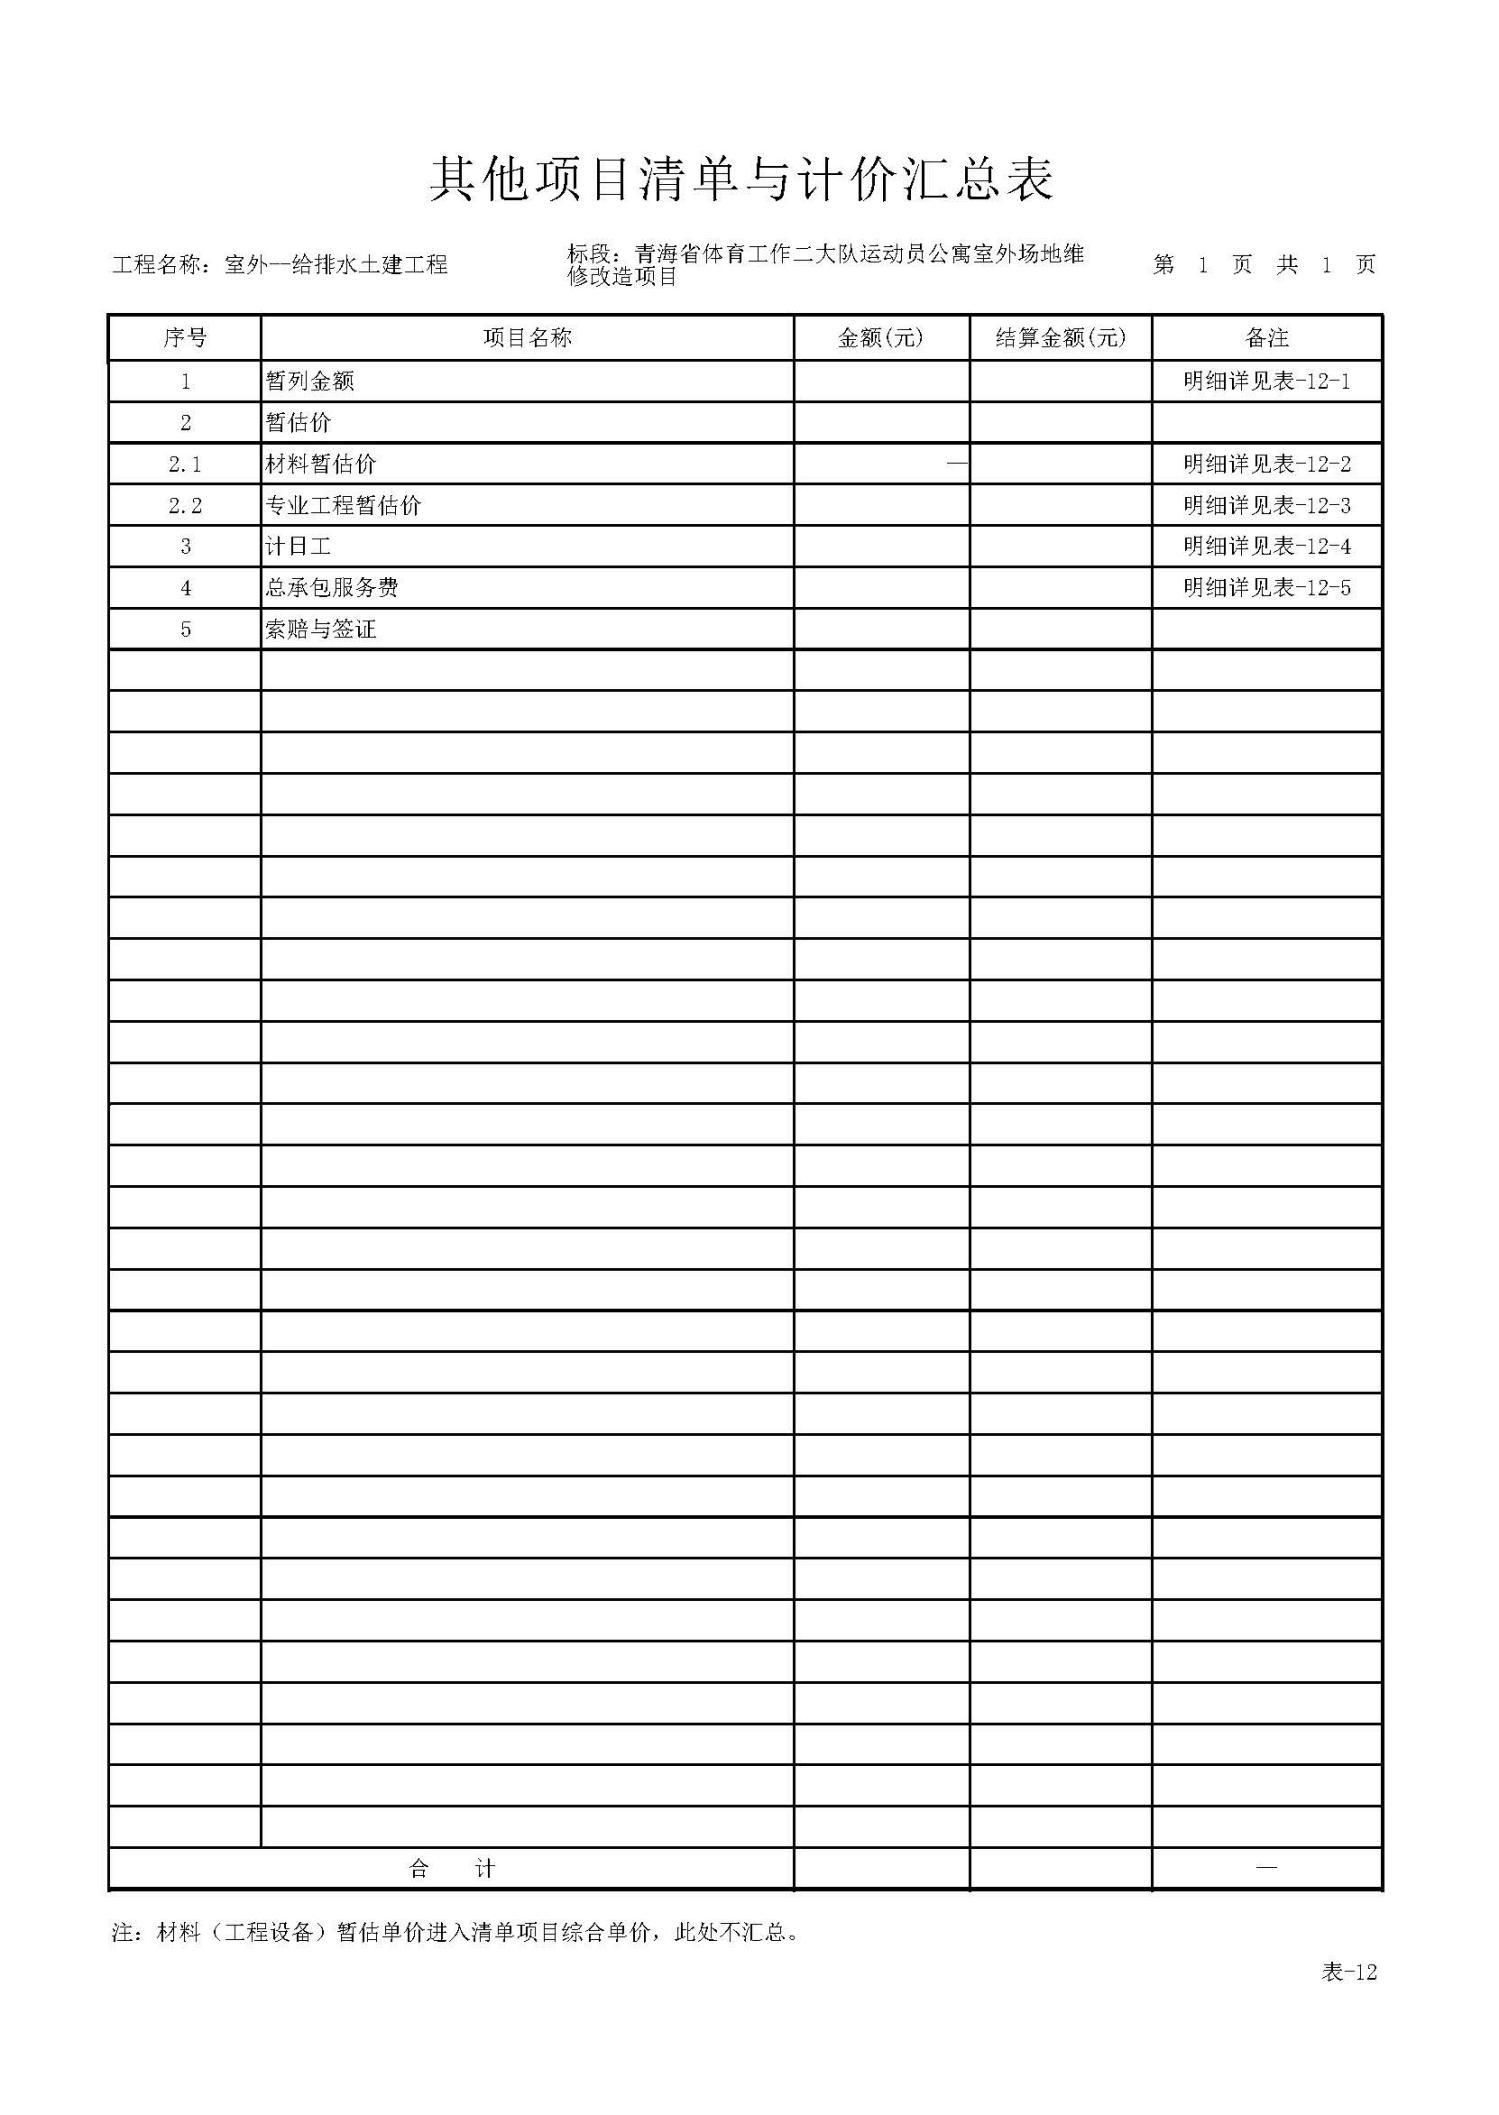 其他项目清单与计价汇总表
工程名称：室外--给排水土建工程
标段：青海省体育工作二大队运动员公寓室外场地维
修改造项目
第 1 页 共 1 页
序号 项目名称 金额(元) 结算金额(元) 备注
1 暂列金额 明细详见表-12-1
2 暂估价
2.1 材料暂估价 — 明细详见表-12-2
2.2 专业工程暂估价 明细详见表-12-3
3 计日工 明细详见表-12-4
4 总承包服务费 明细详见表-12-5
5 索赔与签证
合 计 —
注：材料（工程设备）暂估单价进入清单项目综合单价，此处不汇总。
表-12